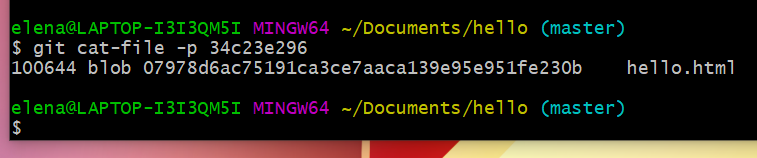 elena@LAPTOP-I3I3QM5I MINGW64 ~/Documents/hello (master)
$ git cat-file -p 34c23e296
100644 blob 07978d6ac75191ca3ce7aaca139e95e951fe230b    hello.html
elena@LAPTOP-I3I3QM5I MINGW64 ~/Documents/hello (master)
$